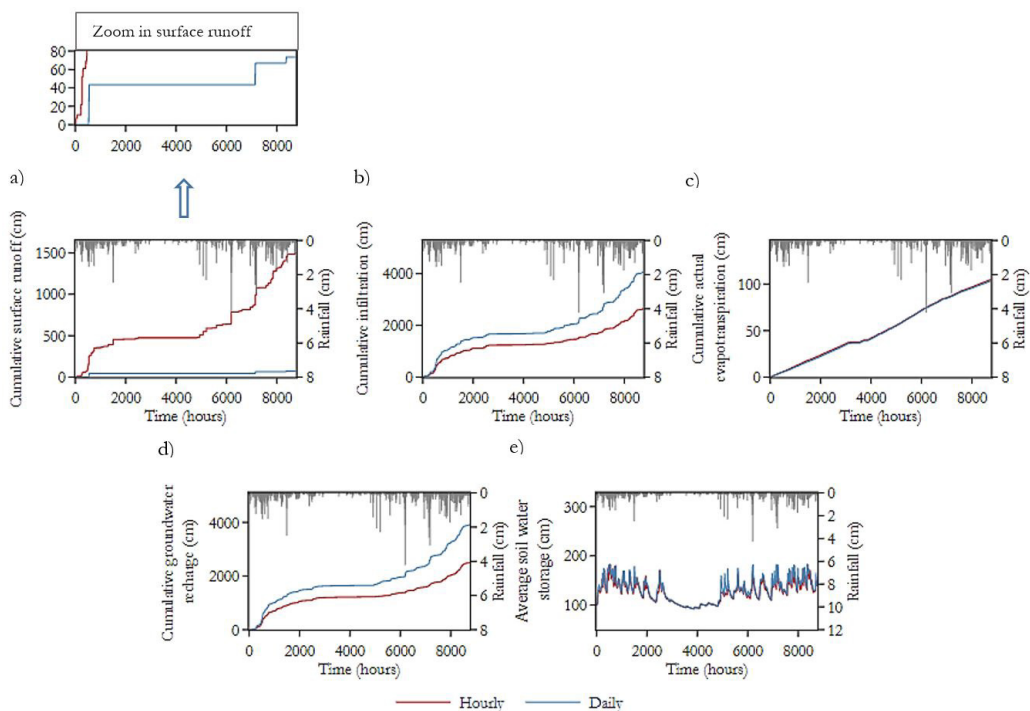 Zoom in surface runoff
80
60
40
20
0
0 2000 4000 6000 8000
a)
b)
c)
Cumulative surface runoff (cm)
1500
1000
500
0
0
2
4
6
8
Rainfall (cm)
0 2000 4000 6000 8000
Time (hours)
Cumulative infiltration (cm)
4000
2000
0
0
2
4
6
8
Rainfall (cm)
0 2000 4000 6000 8000
Time (hours)
Cumulative actual
evapotranspiration (cm)
100
50
0
0
2
4
6
8
Rainfall (cm)
0 2000 4000 6000 8000
Time (hours)
d)
e)
Cumulative groundwater
recharge (cm)
4000
2000
0
0
2
4
6
8
Rainfall (cm)
0 2000 4000 6000 8000
Time (hours)
Average soil water
storage (cm)
300
200
100
0
2
4
6
8
10
12
Rainfall (cm)
0 2000 4000 6000 8000
Time (hours)
Hourly Daily